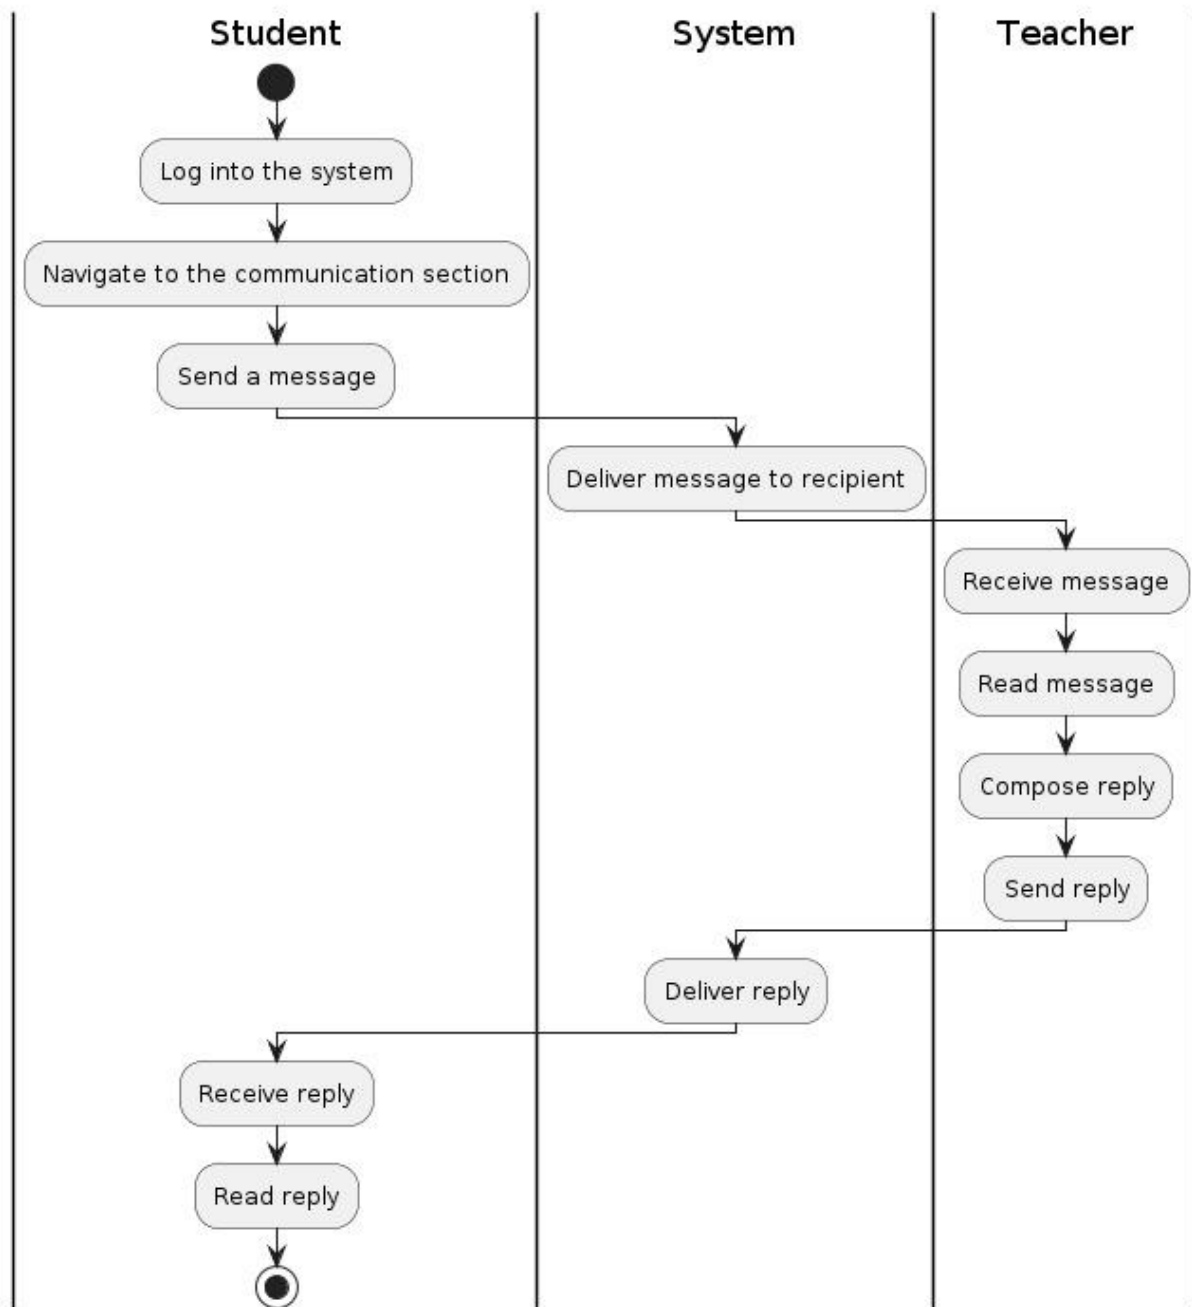 Student
System
Teacher
Log into the system
Navigate to the communication section
Send a message
Deliver message to recipient
Receive message
Read message
Compose reply
Send reply
Deliver reply
Receive reply
Read reply